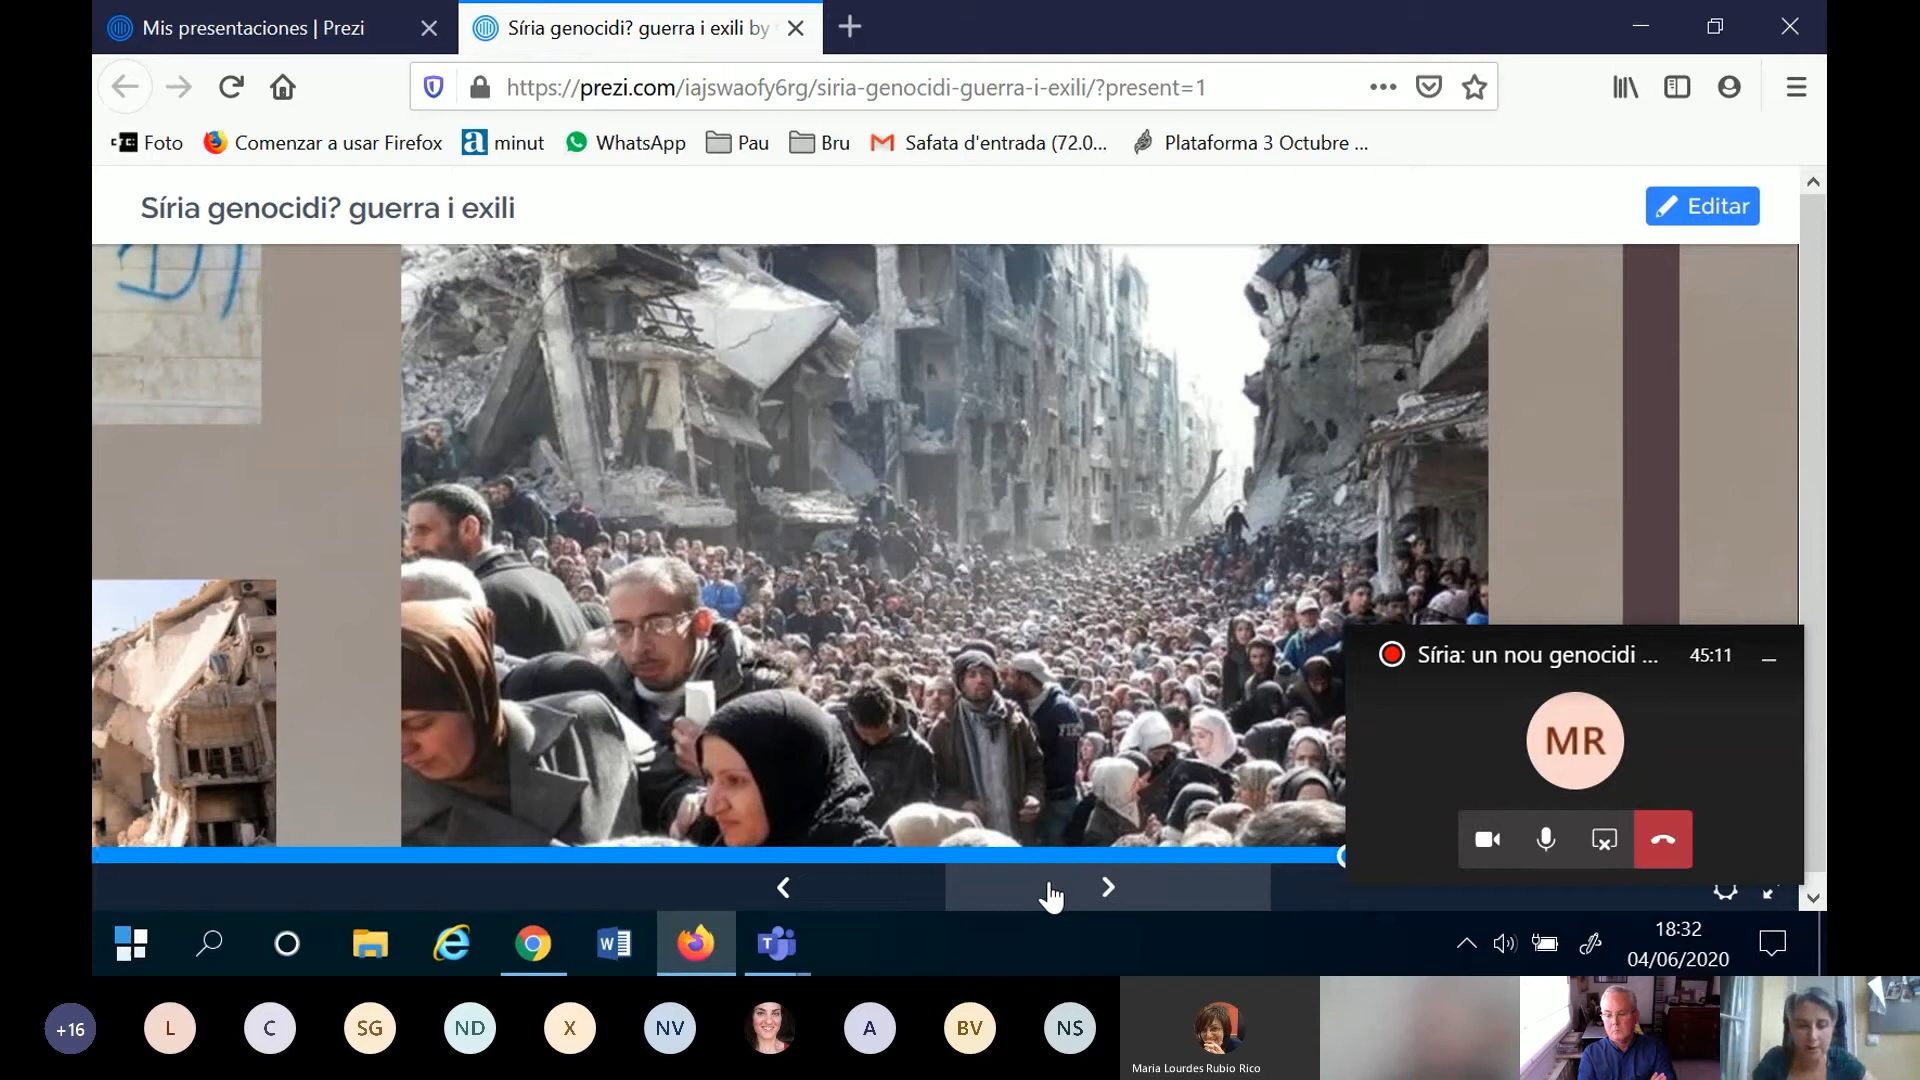 Mis presentaciones | Prezi
Síria genocidi? guerra i exili by
https://prezi.com/iajswaofy6rg/siria-genocidi-guerra-i-exili/?present=1
Foto
Comenzar a usar Firefox
a minut
WhatsApp
Pau
Bru
Safata d'entrada (72.0...
Plataforma 3 Octubre ...
Síria genocidi? guerra i exili
Editar
Síria: un nou genocidi ...
45:11
MR
18:32
04/06/2020
+16
L
C
SG
ND
X
NV
A
BV
NS
Maria Lourdes Rubio Rico